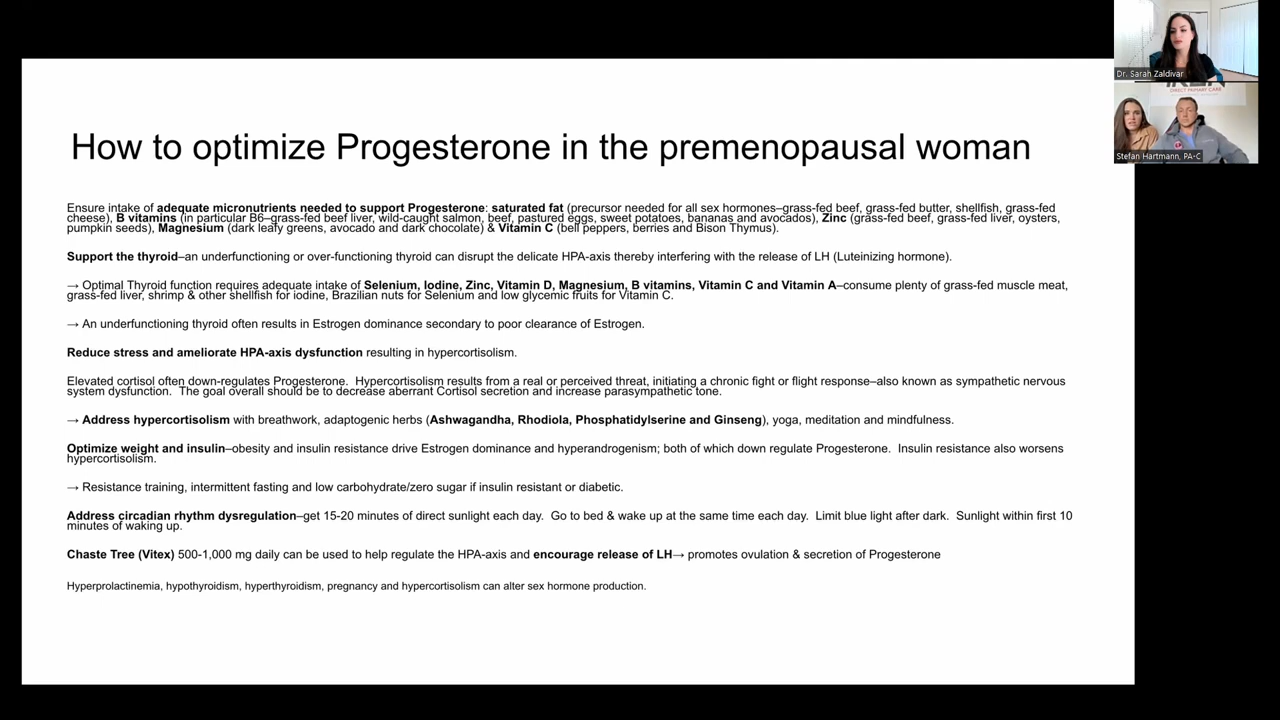 How to optimize Progesterone in the premenopausal woman
Ensure intake of adequate micronutrients needed to support Progesterone: saturated fat (precursor needed for all sex hormones–grass-fed beef, grass-fed butter, shellfish, grass-fed
cheese), B vitamins (in particular B6–grass-fed beef liver, wild-caught salmon, beef, pastured eggs, sweet potatoes, bananas and avocados), Zinc (grass-fed beef, grass-fed liver, oysters,
pumpkin seeds), Magnesium (dark leafy greens, avocado and dark chocolate) & Vitamin C (bell peppers, berries and Bison Thymus).
Support the thyroid–an underfunctioning or over-functioning thyroid can disrupt the delicate HPA-axis thereby interfering with the release of LH (Luteinizing hormone).
→ Optimal Thyroid function requires adequate intake of Selenium, Iodine, Zinc, Vitamin D, Magnesium, B vitamins, Vitamin C and Vitamin A–consume plenty of grass-fed muscle meat,
grass-fed liver, shrimp & other shellfish for iodine, Brazilian nuts for Selenium and low glycemic fruits for Vitamin C.
→ An underfunctioning thyroid often results in Estrogen dominance secondary to poor clearance of Estrogen.
Reduce stress and ameliorate HPA-axis dysfunction resulting in hypercortisolism.
Elevated cortisol often down-regulates Progesterone.  Hypercortisolism results from a real or perceived threat, initiating a chronic fight or flight response–also known as sympathetic nervous
system dysfunction.  The goal overall should be to decrease aberrant Cortisol secretion and increase parasympathetic tone.
→ Address hypercortisolism with breathwork, adaptogenic herbs (Ashwagandha, Rhodiola, Phosphatidylserine and Ginseng), yoga, meditation and mindfulness.
Optimize weight and insulin–obesity and insulin resistance drive Estrogen dominance and hyperandrogenism; both of which down regulate Progesterone.  Insulin resistance also worsens
hypercortisolism.
→ Resistance training, intermittent fasting and low carbohydrate/zero sugar if insulin resistant or diabetic.
Address circadian rhythm dysregulation–get 15-20 minutes of direct sunlight each day.  Go to bed & wake up at the same time each day.  Limit blue light after dark.  Sunlight within first 10
minutes of waking up.
Chaste Tree (Vitex) 500-1,000 mg daily can be used to help regulate the HPA-axis and encourage release of LH→ promotes ovulation & secretion of Progesterone
Hyperprolactinemia, hypothyroidism, hyperthyroidism, pregnancy and hypercortisolism can alter sex hormone production.
Dr. Sarah Zaldivar
DIRECT PRIMARY CARE
Stefan Hartmann, PA-C